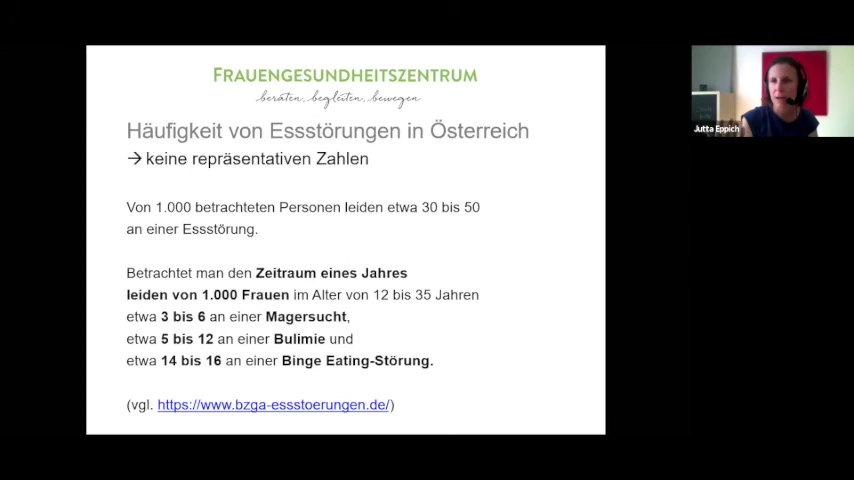 FRAUENGESUNDHEITSZENTRUM
beraten, begleiten, bewegen
Häufigkeit von Essstörungen in Österreich
→ keine repräsentativen Zahlen
Von 1.000 betrachteten Personen leiden etwa 30 bis 50
an einer Essstörung.
Betrachtet man den Zeitraum eines Jahres
leiden von 1.000 Frauen im Alter von 12 bis 35 Jahren
etwa 3 bis 6 an einer Magersucht,
etwa 5 bis 12 an einer Bulimie und
etwa 14 bis 16 an einer Binge Eating-Störung.
(vgl. https://www.bzga-essstoerungen.de/)
Jutta Eppich